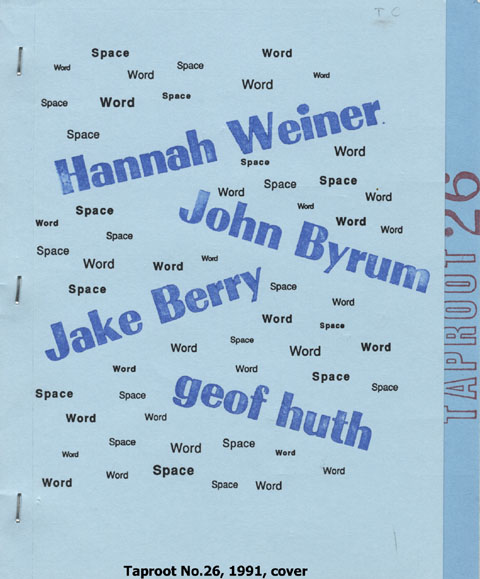 T C
Space Word
Word Word Space Word
Space Word Space Word
Space
Hannah Weiner.
Space Word
Word Space Space Word
Space Word
John Byrum
Word Word Word
Space
Space Word Word Word
Space Space
Jake Berry
Word
Word Space
Word Space Word Word
Word Word Space Space
geof huth
Space Space
Word Word
Word Space Word Space Word
Word Space Word
Word Space Word
TAPROOT '26
Taproot No.26, 1991, cover